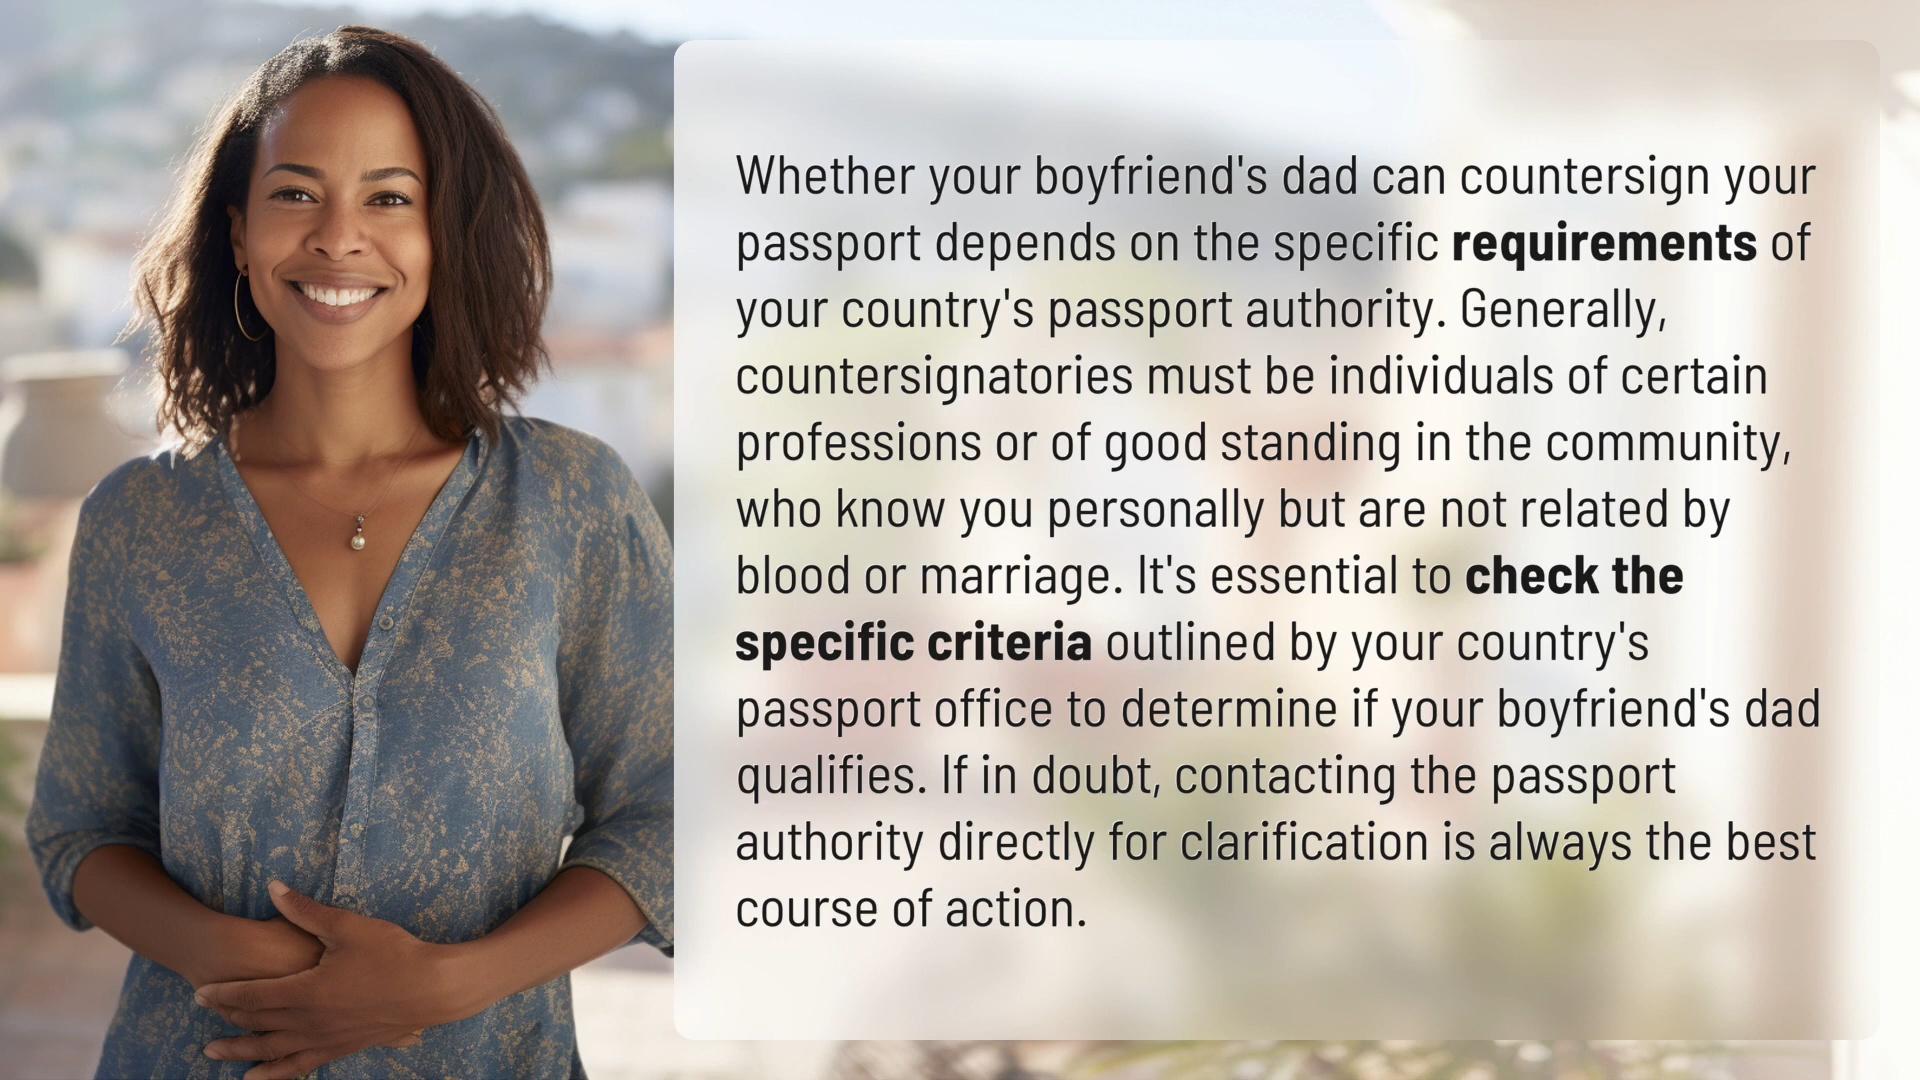 Whether your boyfriend's dad can countersign your
passport depends on the specific requirements of
your country's passport authority. Generally,
countersignatories must be individuals of certain
professions or of good standing in the community,
who know you personally but are not related by
blood or marriage. It's essential to check the
specific criteria outlined by your country's
passport office to determine if your boyfriend's dad
qualifies. If in doubt, contacting the passport
authority directly for clarification is always the best
course of action.